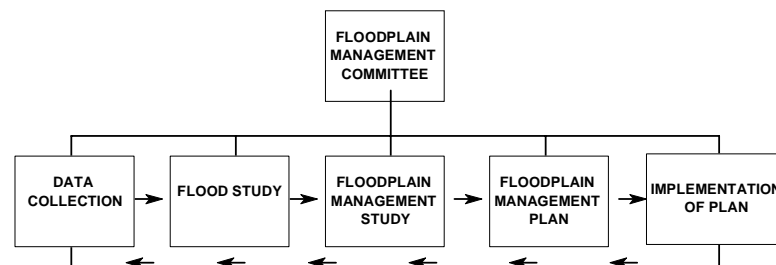 FLOODPLAIN
MANAGEMENT
COMMITTEE
DATA
COLLECTION
FLOOD STUDY
FLOODPLAIN
MANAGEMENT
STUDY
FLOODPLAIN
MANAGEMENT
PLAN
IMPLEMENTATION
OF PLAN